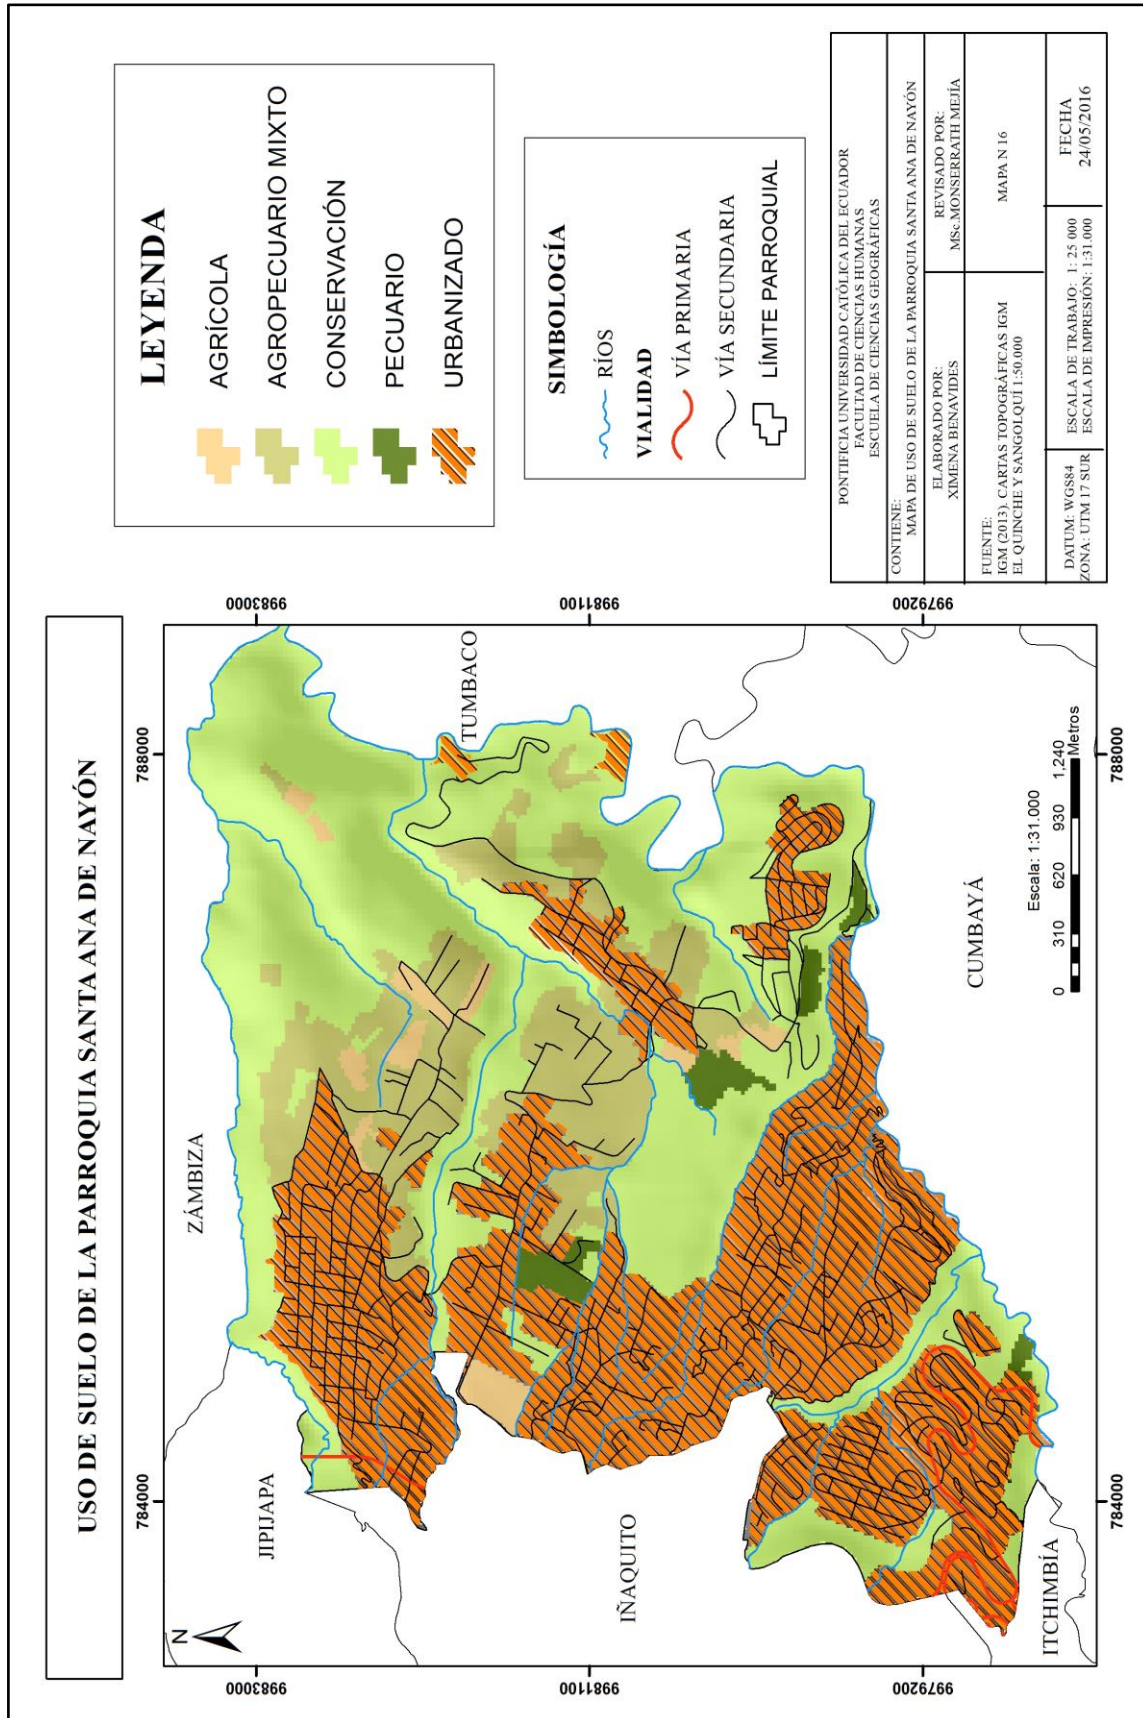 USO DE SUELO DE LA PARROQUIA SANTA ANA DE NAYÓN
784000
788000
9983000
9981100
9979200
9983000
9981100
9979200
784000
788000
N
JIPIJAPA
ZÁMBIZA
TUMBACO
IÑAQUITO
CUMBAYÁ
ITCHIMBÍA
Escala: 1:31.000
0 310 620 930 1,240
Metros
LEYENDA
AGRÍCOLA
AGROPECUARIO MIXTO
CONSERVACIÓN
PECUARIO
URBANIZADO
SIMBOLOGÍA
RÍOS
VIALIDAD
VÍA PRIMARIA
VÍA SECUNDARIA
LÍMITE PARROQUIAL
PONTIFICIA UNIVERSIDAD CATÓLICA DEL ECUADOR
FACULTAD DE CIENCIAS HUMANAS
ESCUELA DE CIENCIAS GEOGRÁFICAS
CONTIENE:
MAPA DE USO DE SUELO DE LA PARROQUIA SANTA ANA DE NAYÓN
ELABORADO POR:
XIMENA BENAVIDES
REVISADO POR:
MSc.MONSERRATH MEJÍA
FUENTE:
IGM (2013). CARTAS TOPOGRÁFICAS IGM
EL QUINCHE Y SANGOLQUÍ 1:50.000
MAPA N 16
DATUM: WGS84
ZONA: UTM 17 SUR
ESCALA DE TRABAJO: 1: 25 000
ESCALA DE IMPRESIÓN: 1:31.000
FECHA
24/05/2016